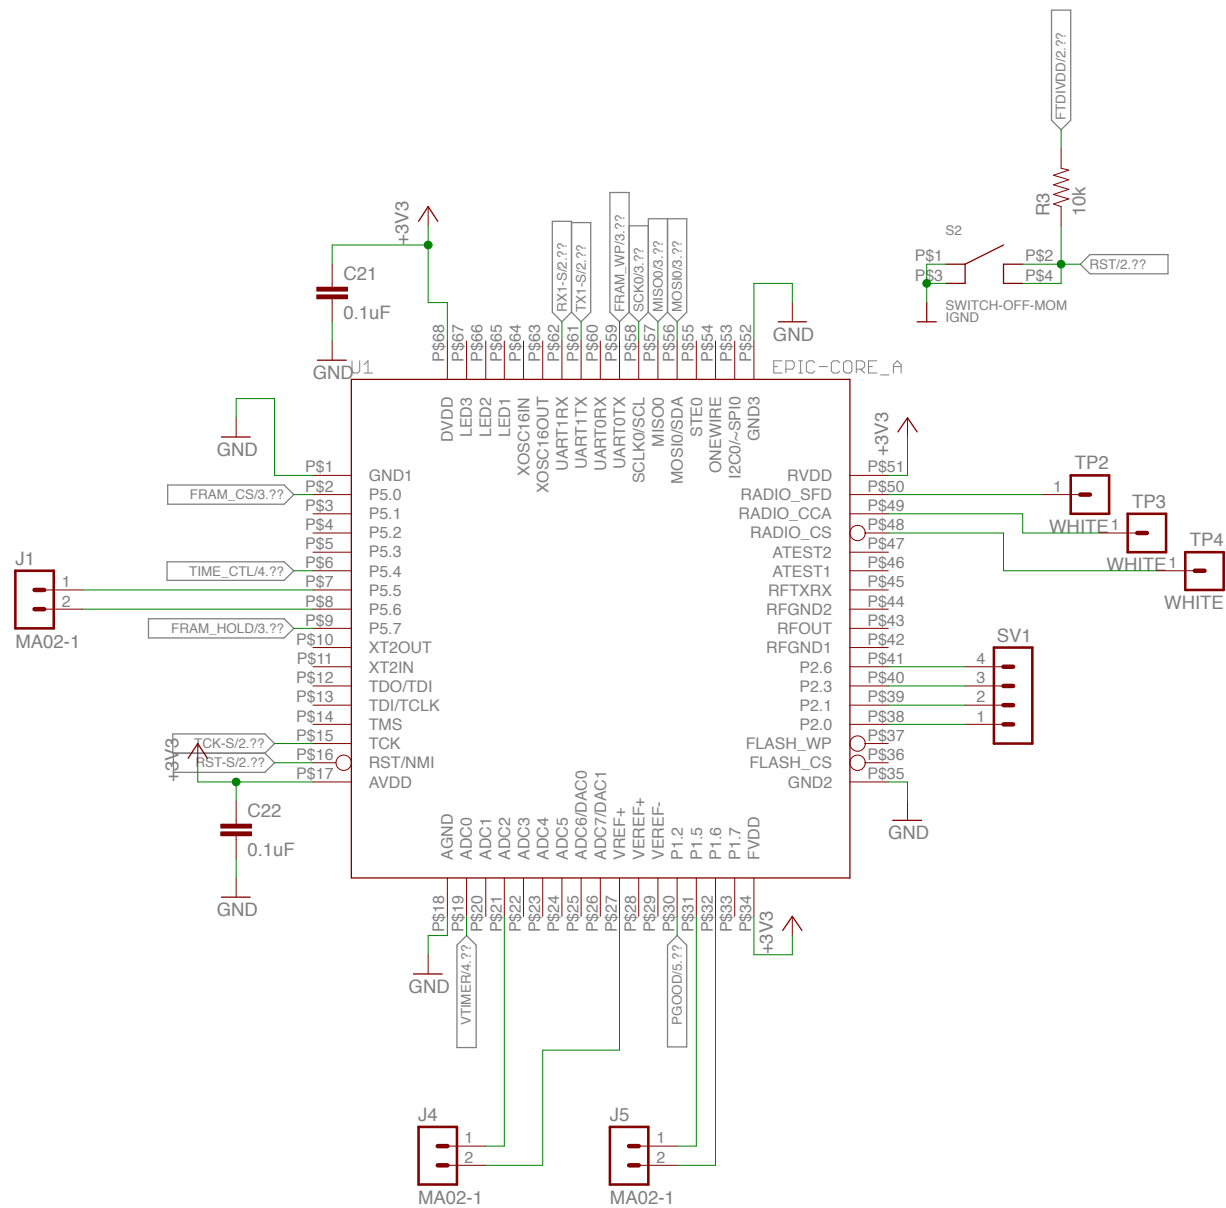 FTDIVDD/2.??
R3
10k
S2
P$1
P$3
P$2
P$4
RST/2.??
SWITCH-OFF-MOM
IGND
+3V3
C21
0.1uF
GND
RX1-S/2.??
TX1-S/2.??
FRAM_WP/3.??
SCK0/3.??
MISO0/3.??
MOSI0/3.??
GND
P$68
P$67
P$66
P$65
P$64
P$63
P$62
P$61
P$60
P$59
P$58
P$57
P$56
P$55
P$54
P$53
P$52
U1
EPIC-CORE_A
DVDD
LED3
LED2
LED1
XOSC16IN
XOSC16OUT
UART1RX
UART1TX
UART0RX
UART0TX
SCLK0/SCL
MISO0
MOSI0/SDA
STE0
ONEWIRE
I2C0/~SPI0
GND3
GND
P$1 GND1
FRAM_CS/3.?? P$2 P5.0
P$3 P5.1
P$4 P5.2
P$5 P5.3
TIME_CTL/4.?? P$6 P5.4
J1
1 P$7 P5.5
2 P$8 P5.6
MA02-1
FRAM_HOLD/3.?? P$9 P5.7
P$10 XT2OUT
P$11 XT2IN
P$12 TDO/TDI
P$13 TDI/TCLK
P$14 TMS
TCK-S/2.?? P$15 TCK
+3V3
RST-S/2.?? P$16 RST/NMI
P$17 AVDD
C22
0.1uF
GND
+3V3
RVDD P$51
RADIO_SFD P$50 1 TP2
WHITE
RADIO_CCA P$49 1 TP3
WHITE
RADIO_CS P$48 1 TP4
WHITE
ATEST2 P$47
ATEST1 P$46
RFTXRX P$45
RFGND2 P$44
RFOUT P$43
RFGND1 P$42
SV1
P2.6 P$41 4
P2.3 P$40 3
P2.1 P$39 2
P2.0 P$38 1
FLASH_WP P$37
FLASH_CS P$36
GND2 P$35
GND
AGND
ADC0
ADC1
ADC2
ADC3
ADC4
ADC5
ADC6/DAC0
ADC7/DAC1
VREF+
VEREF+
VEREF-
P1.2
P1.5
P1.6
P1.7
FVDD
P$18
P$19
P$20
P$21
P$22
P$23
P$24
P$25
P$26
P$27
P$28
P$29
P$30
P$31
P$32
P$33
P$34
+3V3
GND
VTIMER/4.??
PGOOD/5.??
J4
1
2
MA02-1
J5
1
2
MA02-1